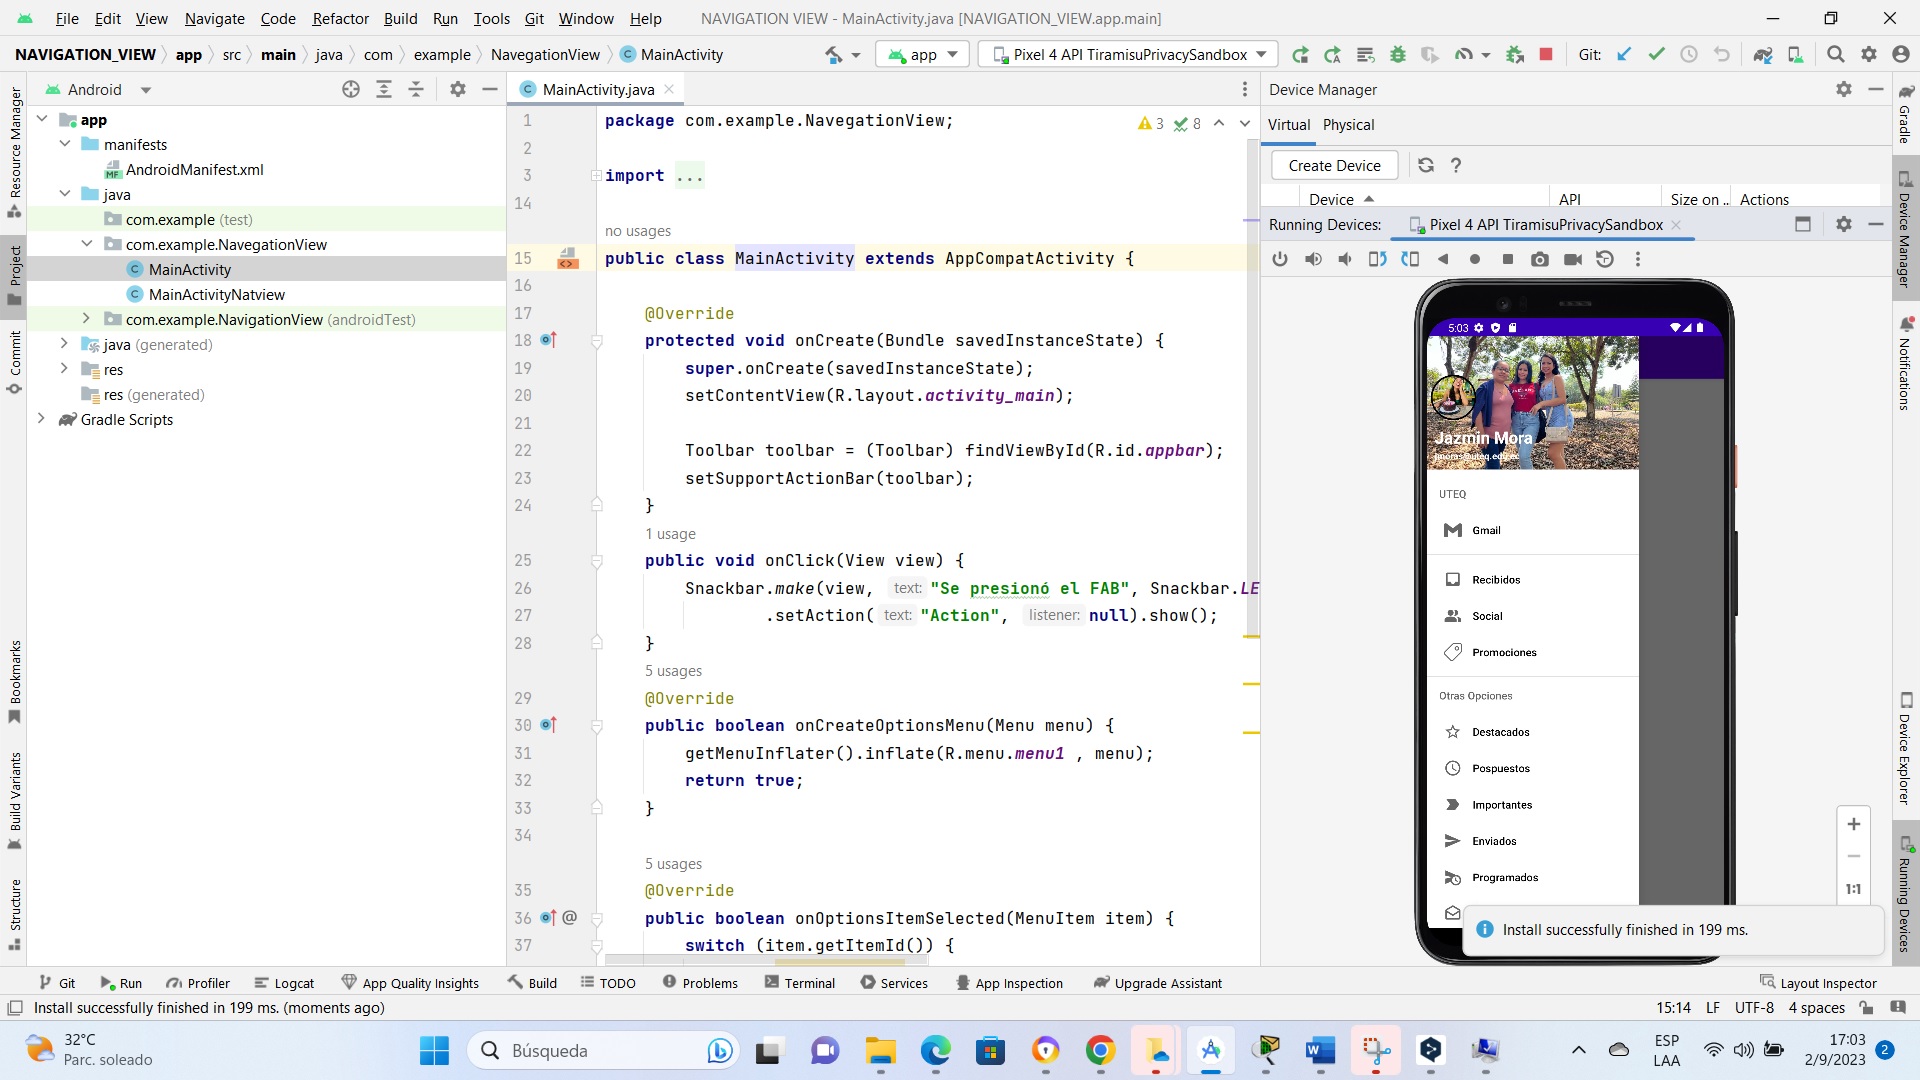 File Edit View Navigate Code Refactor Build Run Tools Git Window Help NAVIGATION VIEW - MainActivity.java [NAVIGATION_VIEW.app.main]
NAVIGATION_VIEW app src main java com example NavegationView MainActivity app Pixel 4 API TiramisuPrivacySandbox Git:
Android
app
manifests
AndroidManifest.xml
java
com.example (test)
com.example.NavegationView
MainActivity
MainActivityNatview
com.example.NavigationView (androidTest)
java (generated)
res
res (generated)
Gradle Scripts
Resource Manager
Project
Commit
Bookmarks
Build Variants
Structure
MainActivity.java
3 8
1 package com.example.NavegationView;
2
3 import ...
14
no usages
15 public class MainActivity extends AppCompatActivity {
16
17 @Override
18 protected void onCreate(Bundle savedInstanceState) {
19 super.onCreate(savedInstanceState);
20 setContentView(R.layout.activity_main);
21
22 Toolbar toolbar = (Toolbar) findViewById(R.id.appbar);
23 setSupportActionBar(toolbar);
24 }
1 usage
25 public void onClick(View view) {
26 Snackbar.make(view, text: "Se presionó el FAB", Snackbar.LE
27 .setAction( text: "Action", listener: null).show();
28 }
5 usages
29 @Override
30 public boolean onCreateOptionsMenu(Menu menu) {
31 getMenuInflater().inflate(R.menu.menu1 , menu);
32 return true;
33 }
34
5 usages
35 @Override
36 @ public boolean onOptionsItemSelected(MenuItem item) {
37 switch (item.getItemId()) {
Device Manager
Virtual Physical
Create Device ?
Device API Size on ... Actions
Running Devices: Pixel 4 API TiramisuPrivacySandbox
5:03
Jazmin Mora
UTEQ
Gmail
Recibidos
Social
Promociones
Otras Opciones
Destacados
Pospuestos
Importantes
Enviados
Programados
1:1
Install successfully finished in 199 ms.
Gradle
Device Manager
Notifications
Device Explorer
Running Devices
Git Run Profiler Logcat App Quality Insights Build TODO Problems Terminal Services App Inspection Upgrade Assistant Layout Inspector
Install successfully finished in 199 ms. (moments ago) 15:14 LF UTF-8 4 spaces
32°C
Parc. soleado
Búsqueda
ESP
LAA
17:03
2/9/2023
2